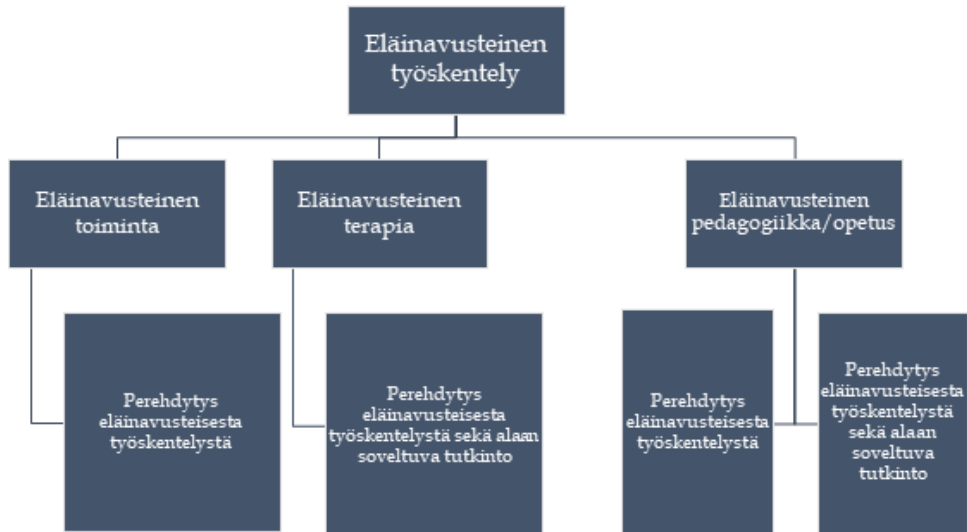 Eläinavusteinen
työskentely
Eläinavusteinen
toiminta
Eläinavusteinen
terapia
Eläinavusteinen
pedagogiikka/opetus
Perehdytys
eläinavusteisesta
työskentelystä
Perehdytys
eläinavusteisesta
työskentelystä sekä alaan
soveltuva tutkinto
Perehdytys
eläinavusteisesta
työskentelystä
Perehdytys
eläinavusteisesta
työskentelystä
sekä alaan
soveltuva
tutkinto